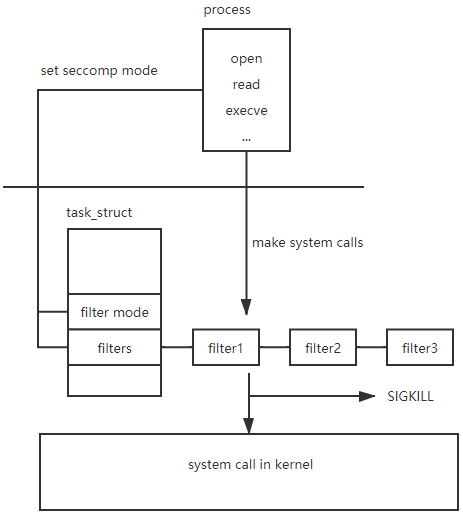 process
open
read
execve
...
set seccomp mode
task_struct
make system calls
filter mode
filters
filter1
filter2
filter3
SIGKILL
system call in kernel